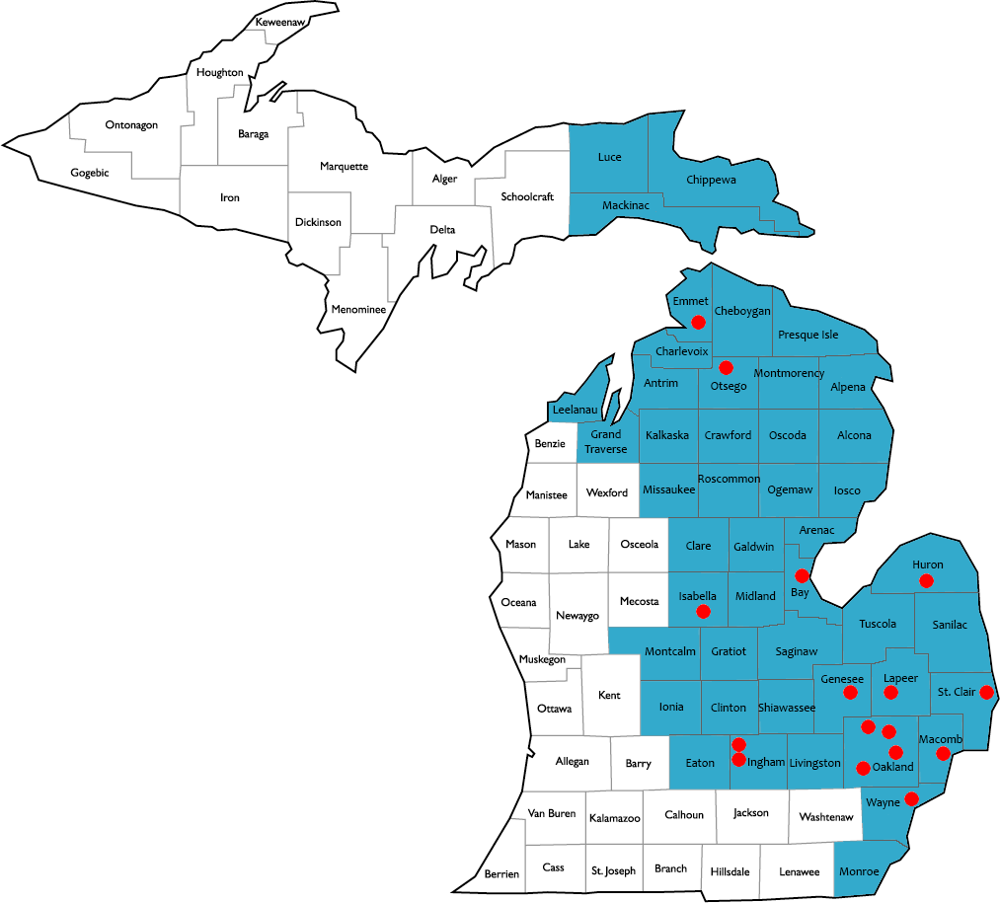 Keweenaw
Houghton
Ontonagon
Baraga
Gogebic
Marquette
Iron
Alger
Luce
Chippewa
Schoolcraft
Mackinac
Dickinson
Delta
Menominee
Emmet
Cheboygan
Presque Isle
Charlevoix
Antrim
Otsego
Montmorency
Alpena
Leelanau
Benzie
Grand
Traverse
Kalkaska
Crawford
Oscoda
Alcona
Manistee
Wexford
Missaukee
Roscommon
Ogemaw
Iosco
Mason
Lake
Osceola
Clare
Galdwin
Arenac
Huron
Oceana
Newaygo
Mecosta
Isabella
Midland
Bay
Tuscola
Sanilac
Muskegon
Montcalm
Gratiot
Saginaw
Genesee
Lapeer
St. Clair
Ottawa
Kent
Ionia
Clinton
Shiawassee
Macomb
Allegan
Barry
Eaton
Ingham
Livingston
Oakland
Van Buren
Kalamazoo
Calhoun
Jackson
Washtenaw
Wayne
Berrien
Cass
St. Joseph
Branch
Hillsdale
Lenawee
Monroe